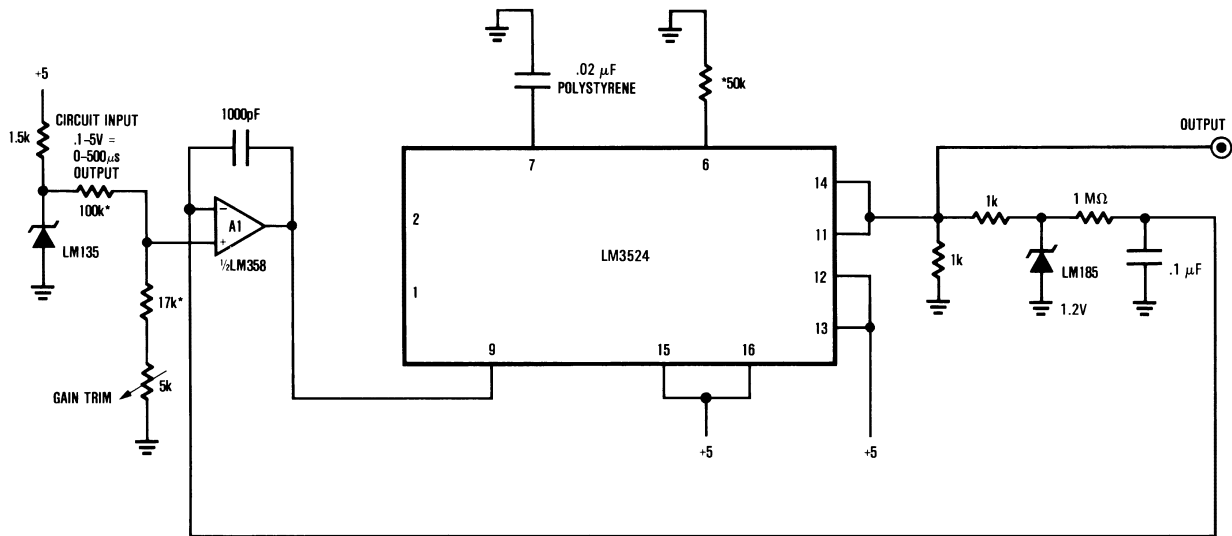 +5
1.5k
CIRCUIT INPUT
.1–5V =
0–500µs
OUTPUT
100k*
LM135
17k*
GAIN TRIM
5k
1000pF
−
A1
+
½LM358
.02 µF
POLYSTYRENE
*50k
7
6
2
1
9
15
16
14
11
12
13
LM3524
+5
+5
OUTPUT
1k
1k
1 MΩ
LM185
1.2V
.1 µF